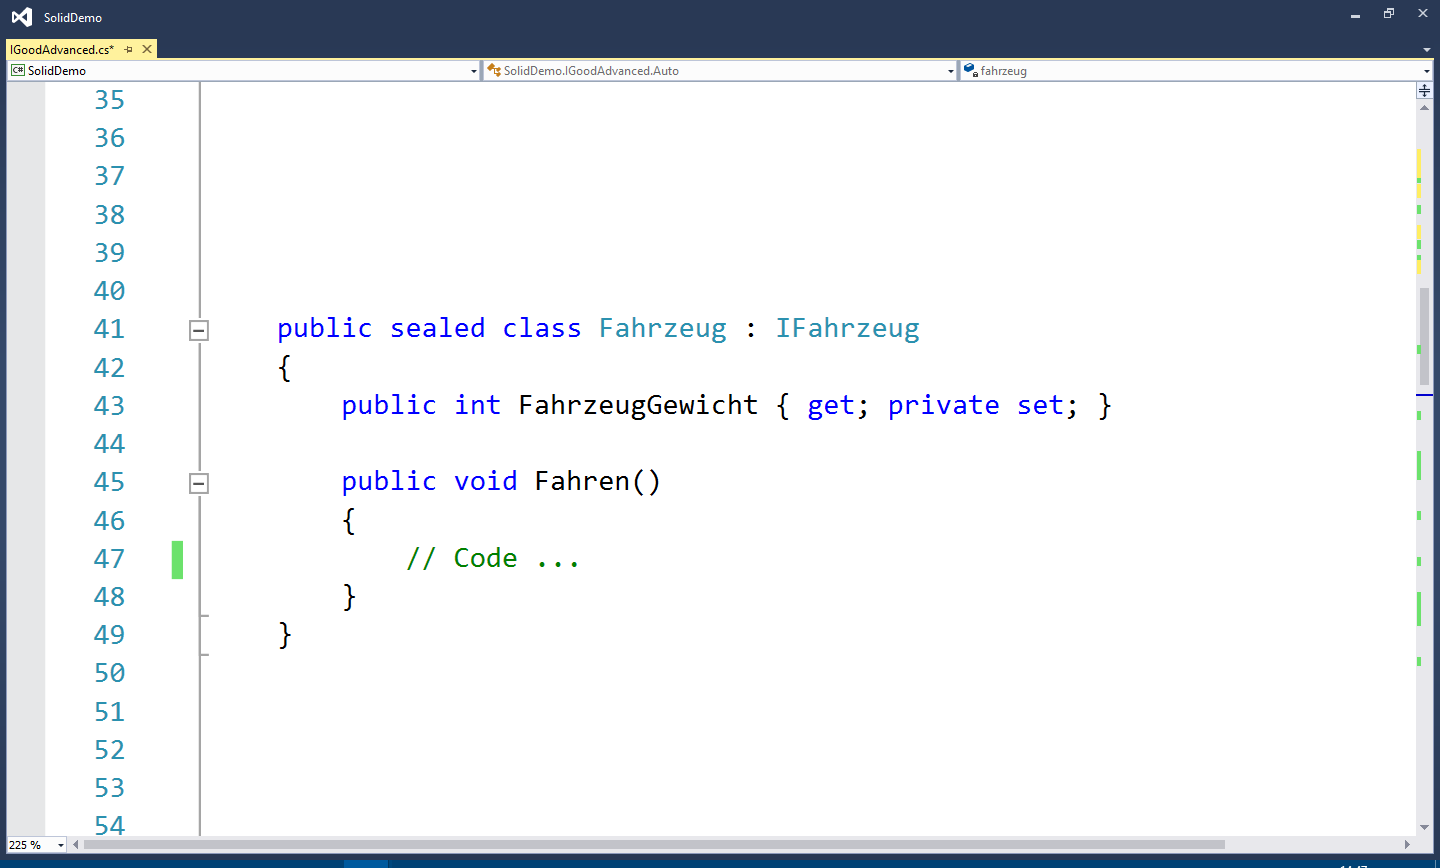 SolidDemo
IGoodAdvanced.cs*
C# SolidDemo
SolidDemo.IGoodAdvanced.Auto
fahrzeug
35
36
37
38
39
40
41 public sealed class Fahrzeug : IFahrzeug
42 {
43 public int FahrzeugGewicht { get; private set; }
44
45 public void Fahren()
46 {
47 // Code ...
48 }
49 }
50
51
52
53
54
225 %